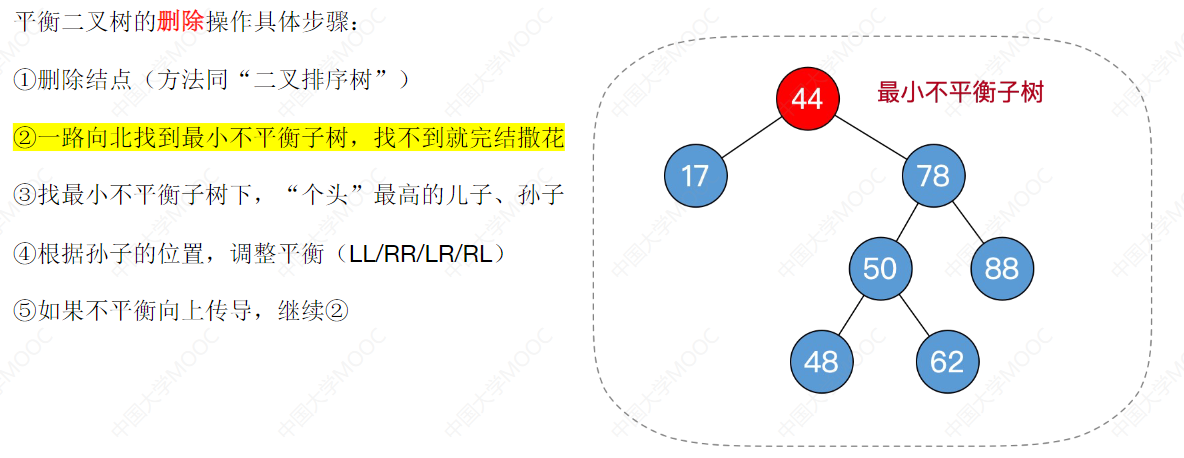 平衡二叉树的删除操作具体步骤：
①删除结点（方法同“二叉排序树”）
②一路向北找到最小不平衡子树，找不到就完结撒花
③找最小不平衡子树下，“个头”最高的儿子、孙子
④根据孙子的位置，调整平衡（LL/RR/LR/RL）
⑤如果不平衡向上传导，继续②
最小不平衡子树
44
17
78
50
88
48
62
中国大学MOOC